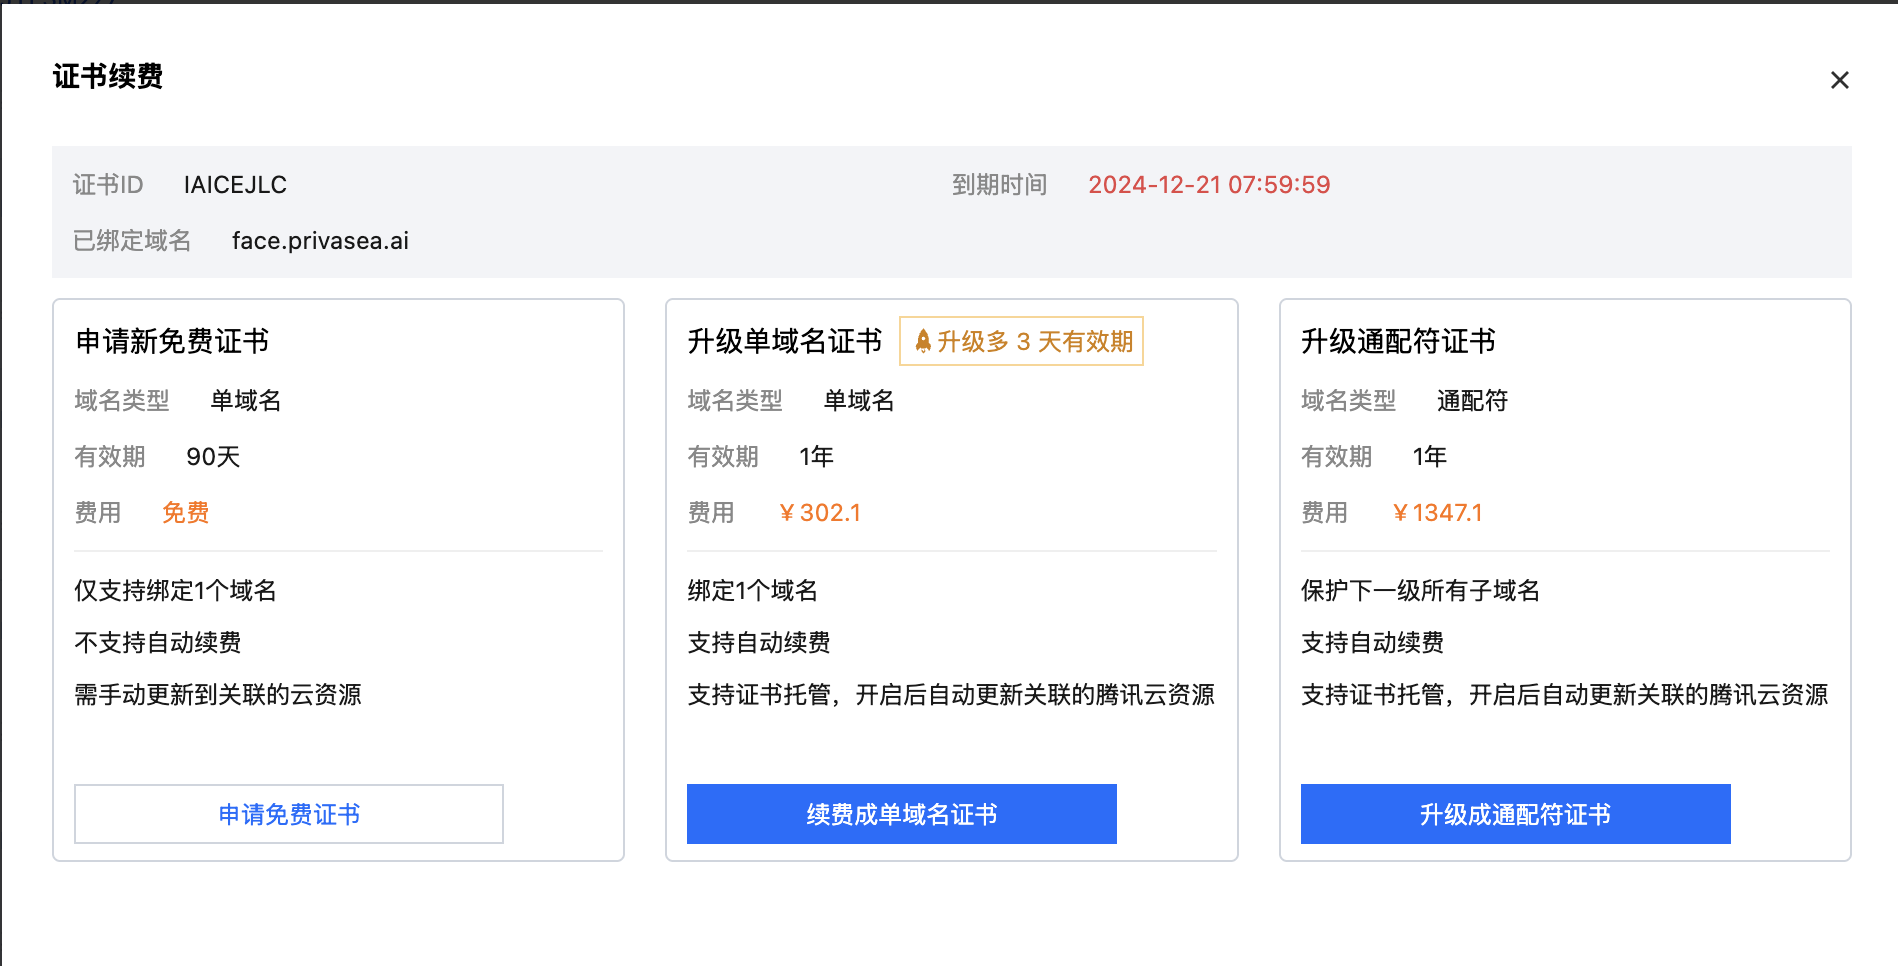 证书续费
证书ID IAICEJLC 到期时间 2024-12-21 07:59:59
已绑定域名 face.privasea.ai
申请新免费证书
域名类型 单域名
有效期 90天
费用 免费
仅支持绑定1个域名
不支持自动续费
需手动更新到关联的云资源
申请免费证书
升级单域名证书 升级多 3 天有效期
域名类型 单域名
有效期 1年
费用 ¥302.1
绑定1个域名
支持自动续费
支持证书托管，开启后自动更新关联的腾讯云资源
续费成单域名证书
升级通配符证书
域名类型 通配符
有效期 1年
费用 ¥1347.1
保护下一级所有子域名
支持自动续费
支持证书托管，开启后自动更新关联的腾讯云资源
升级成通配符证书